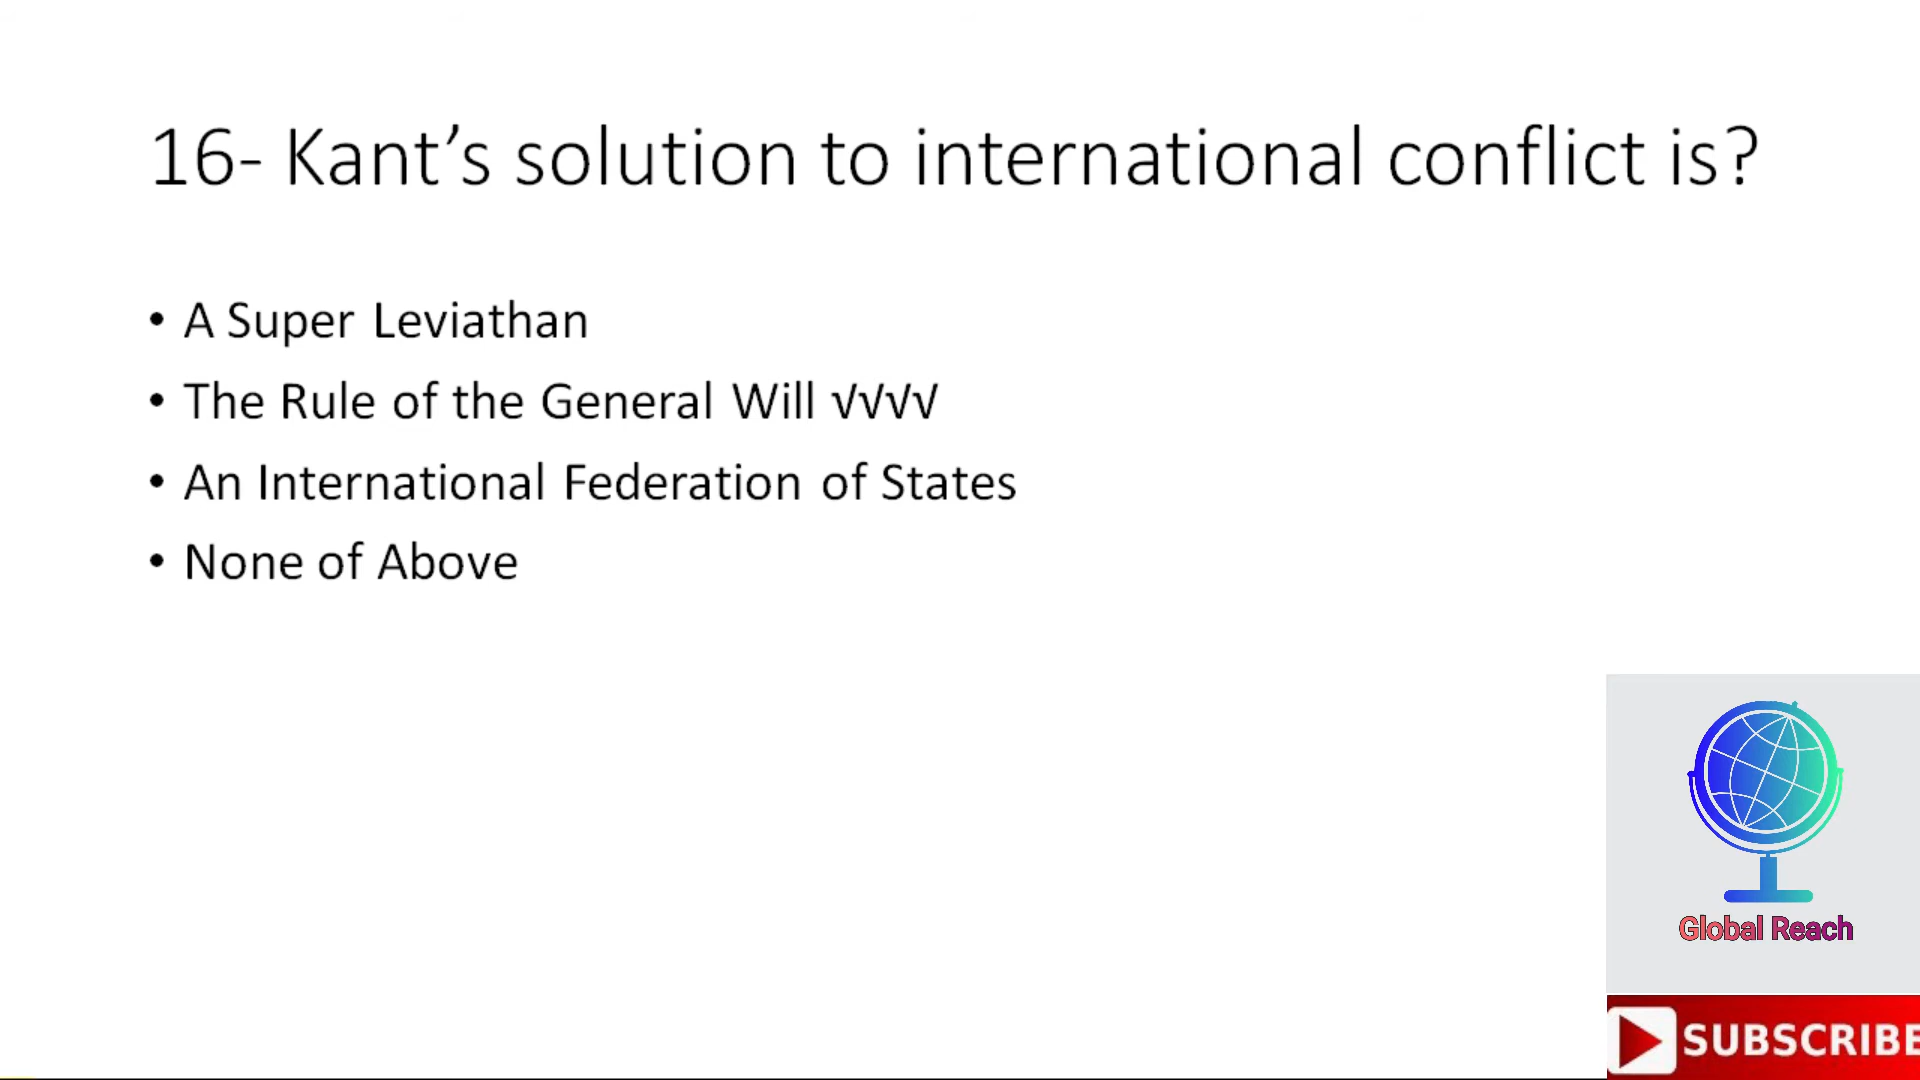 16- Kant’s solution to international conflict is?
• A Super Leviathan
• The Rule of the General Will √√√√
• An International Federation of States
• None of Above
Global Reach
SUBSCRIBE